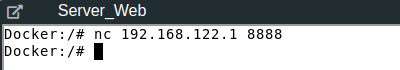 Server_Web
Docker:/# nc 192.168.122.1 8888
Docker:/#